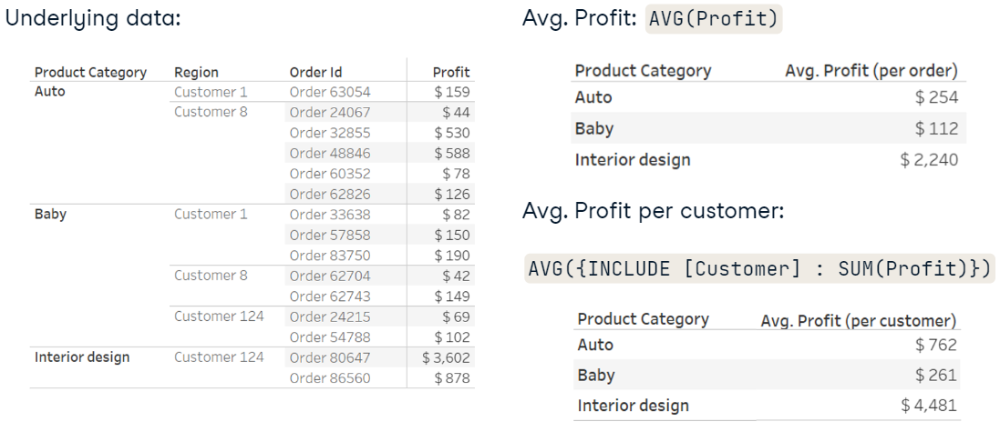 Underlying data:
Product Category Region Order Id Profit
Auto Customer 1 Order 63054 $ 159
Customer 8 Order 24067 $ 44
Order 32855 $ 530
Order 48846 $ 588
Order 60352 $ 78
Order 62826 $ 126
Baby Customer 1 Order 33638 $ 82
Order 57858 $ 150
Order 83750 $ 190
Customer 8 Order 62704 $ 42
Order 62743 $ 149
Customer 124 Order 24215 $ 69
Order 54788 $ 102
Interior design Customer 124 Order 80647 $ 3,602
Order 86560 $ 878
Avg. Profit: AVG(Profit)
Product Category Avg. Profit (per order)
Auto $ 254
Baby $ 112
Interior design $ 2,240
Avg. Profit per customer:
AVG({INCLUDE [Customer] : SUM(Profit)})
Product Category Avg. Profit (per customer)
Auto $ 762
Baby $ 261
Interior design $ 4,481